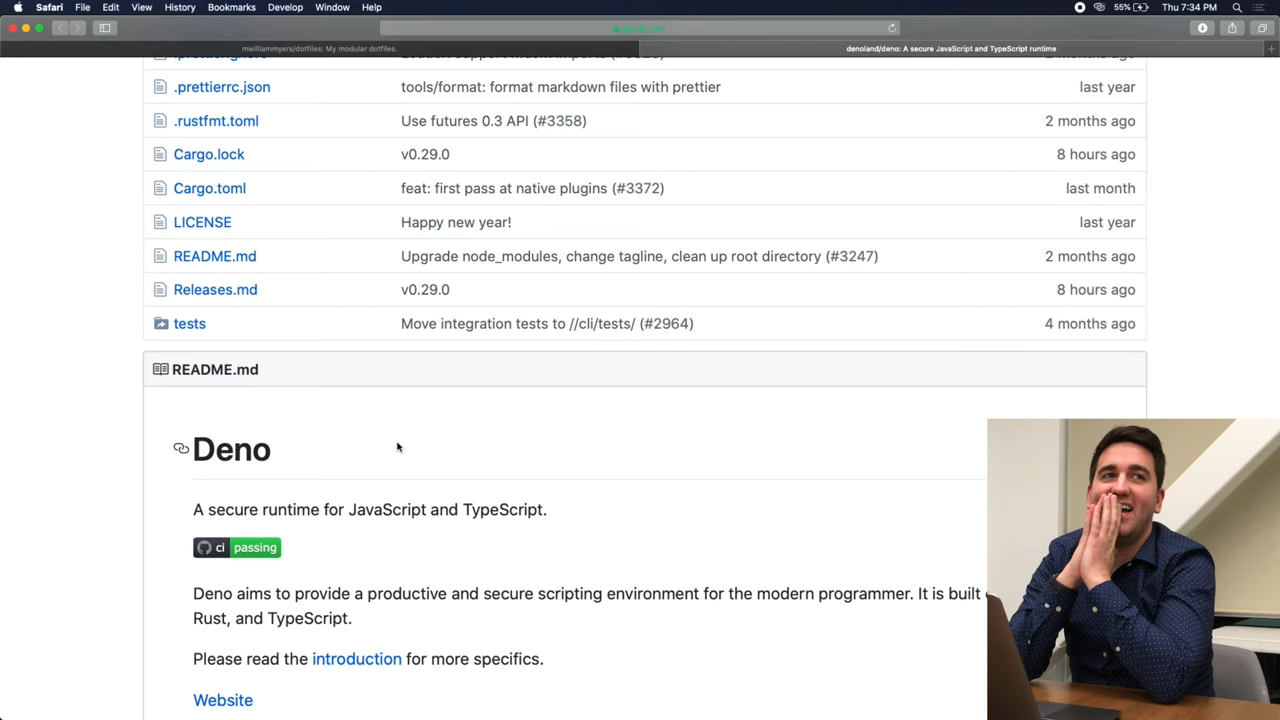 Safari File Edit View History Bookmarks Develop Window Help 55% Thu 7:34 PM
mwilliammyers/dotfiles: My modular dotfiles. denoland/deno: A secure JavaScript and TypeScript runtime
.prettierrc.json tools/format: format markdown files with prettier last year
.rustfmt.toml Use futures 0.3 API (#3358) 2 months ago
Cargo.lock v0.29.0 8 hours ago
Cargo.toml feat: first pass at native plugins (#3372) last month
LICENSE Happy new year! last year
README.md Upgrade node_modules, change tagline, clean up root directory (#3247) 2 months ago
Releases.md v0.29.0 8 hours ago
tests Move integration tests to //cli/tests/ (#2964) 4 months ago
README.md
Deno
A secure runtime for JavaScript and TypeScript.
ci passing
Deno aims to provide a productive and secure scripting environment for the modern programmer. It is built
Rust, and TypeScript.
Please read the introduction for more specifics.
Website